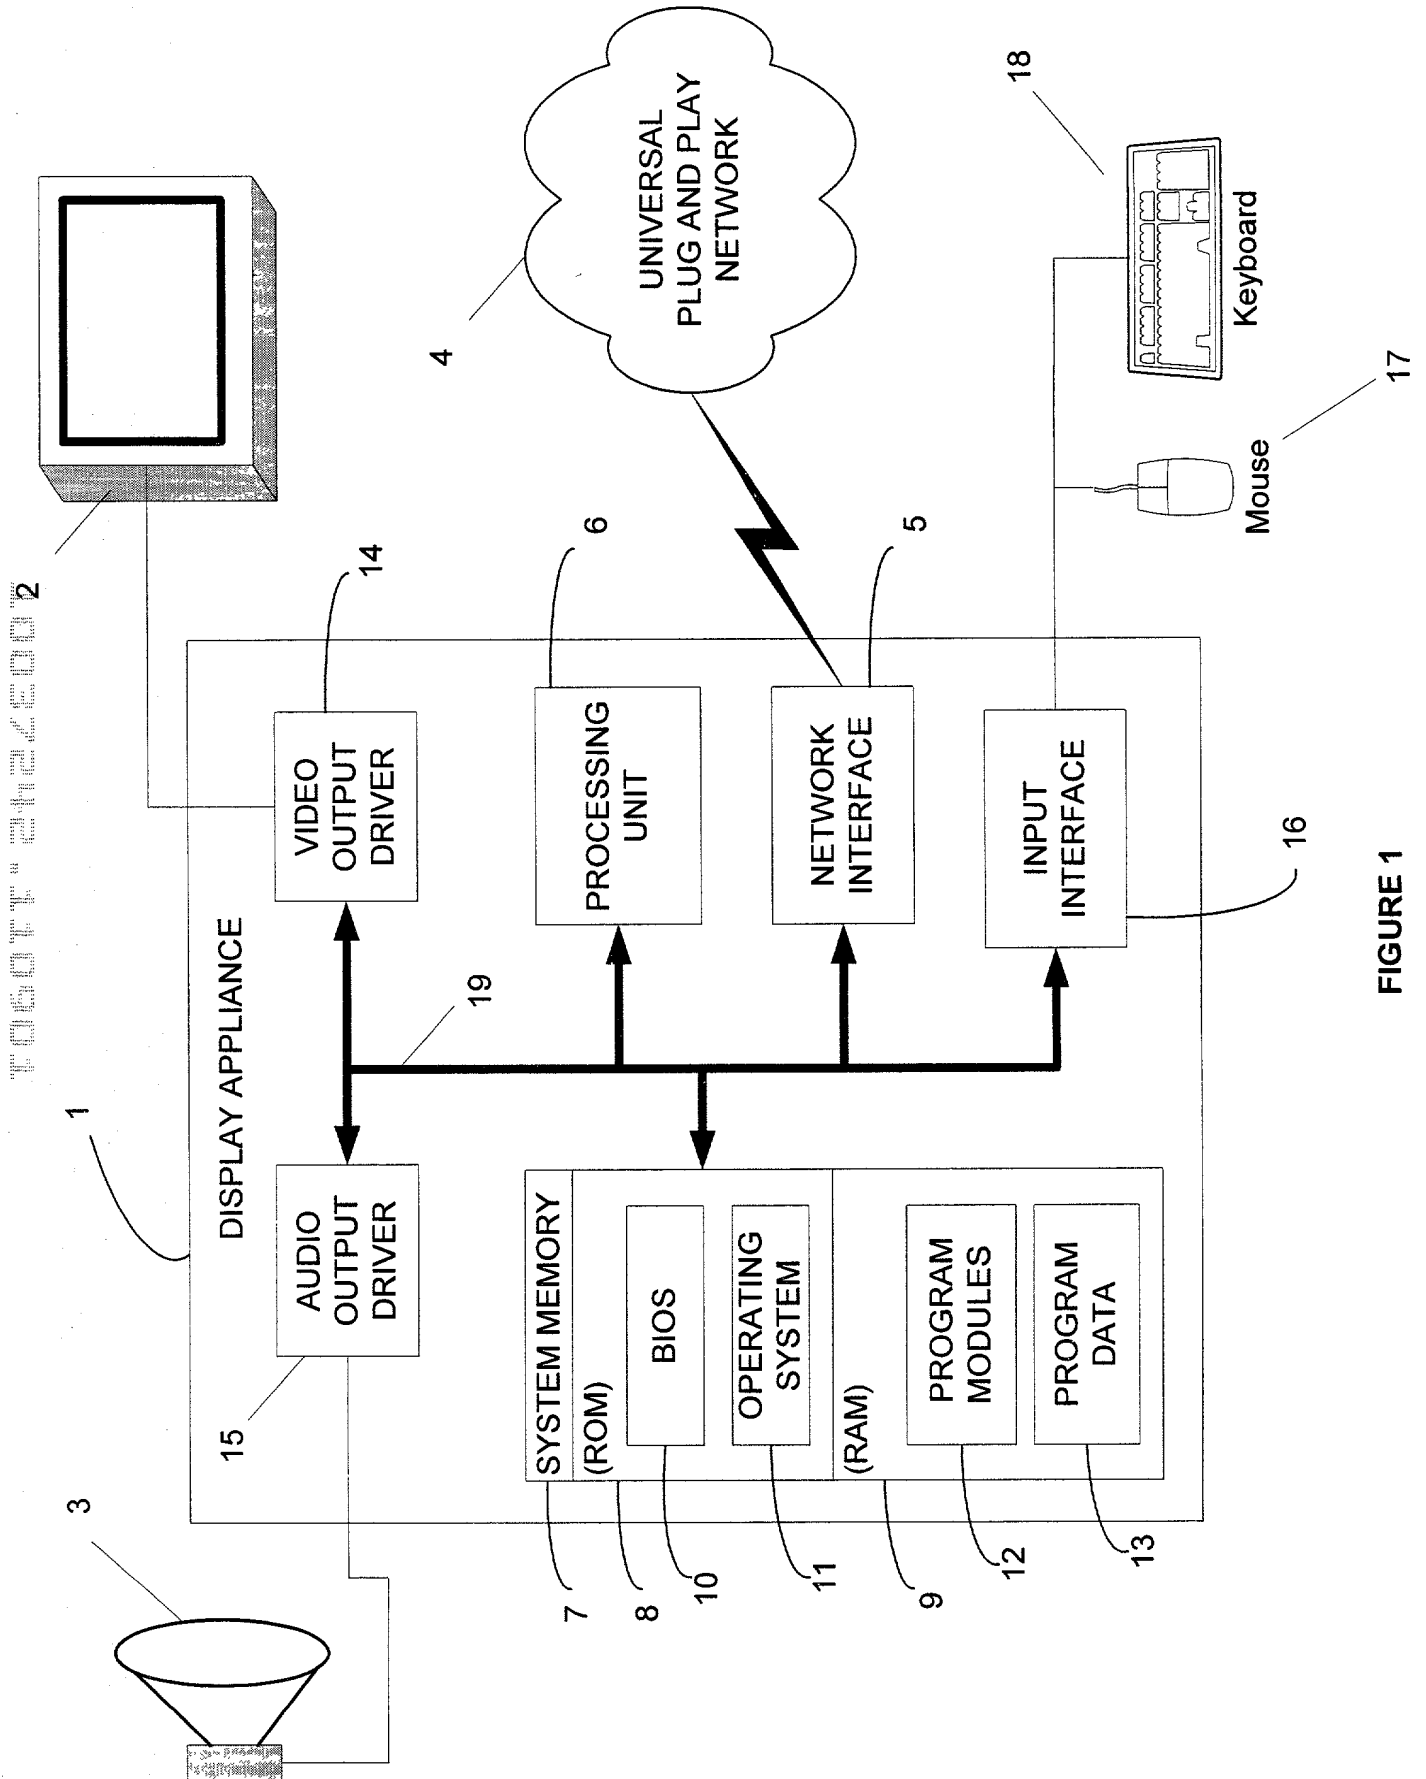 3
1
2
15
DISPLAY APPLIANCE
14
AUDIO
OUTPUT
DRIVER
VIDEO
OUTPUT
DRIVER
19
4
UNIVERSAL
PLUG AND PLAY
NETWORK
7
SYSTEM MEMORY
8
(ROM)
10
BIOS
11
OPERATING
SYSTEM
9
(RAM)
12
PROGRAM
MODULES
13
PROGRAM
DATA
PROCESSING
UNIT
6
NETWORK
INTERFACE
5
INPUT
INTERFACE
16
18
Keyboard
Mouse
17
FIGURE 1